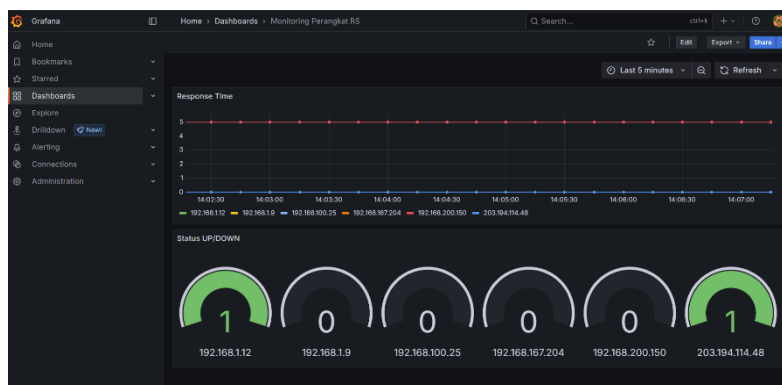 Grafana
Home › Dashboards › Monitoring Perangkat RS
Search...
ctrl+k
Home
Bookmarks
Starred
Dashboards
Explore
Drilldown New!
Alerting
Connections
Administration
Edit
Export
Share
Last 5 minutes
Refresh
Response Time
5
4
3
2
1
0
14:02:30 14:03:00 14:03:30 14:04:00 14:04:30 14:05:00 14:05:30 14:06:00 14:06:30 14:07:00
192.168.1.12 192.168.1.9 192.168.100.25 192.168.167.204 192.168.200.150 203.194.114.48
Status UP/DOWN
1 0 0 0 0 1
192.168.1.12 192.168.1.9 192.168.100.25 192.168.167.204 192.168.200.150 203.194.114.48